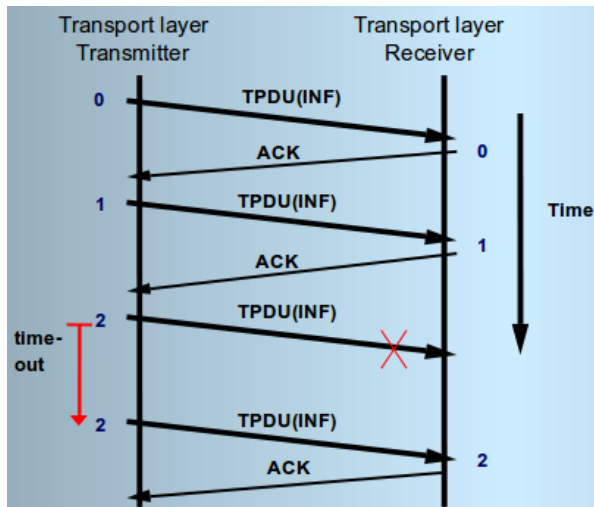 Transport layer
Transmitter
Transport layer
Receiver
0
TPDU(INF)
ACK
0
1
TPDU(INF)
Time
ACK
1
2
TPDU(INF)
time-
out
2
TPDU(INF)
ACK
2